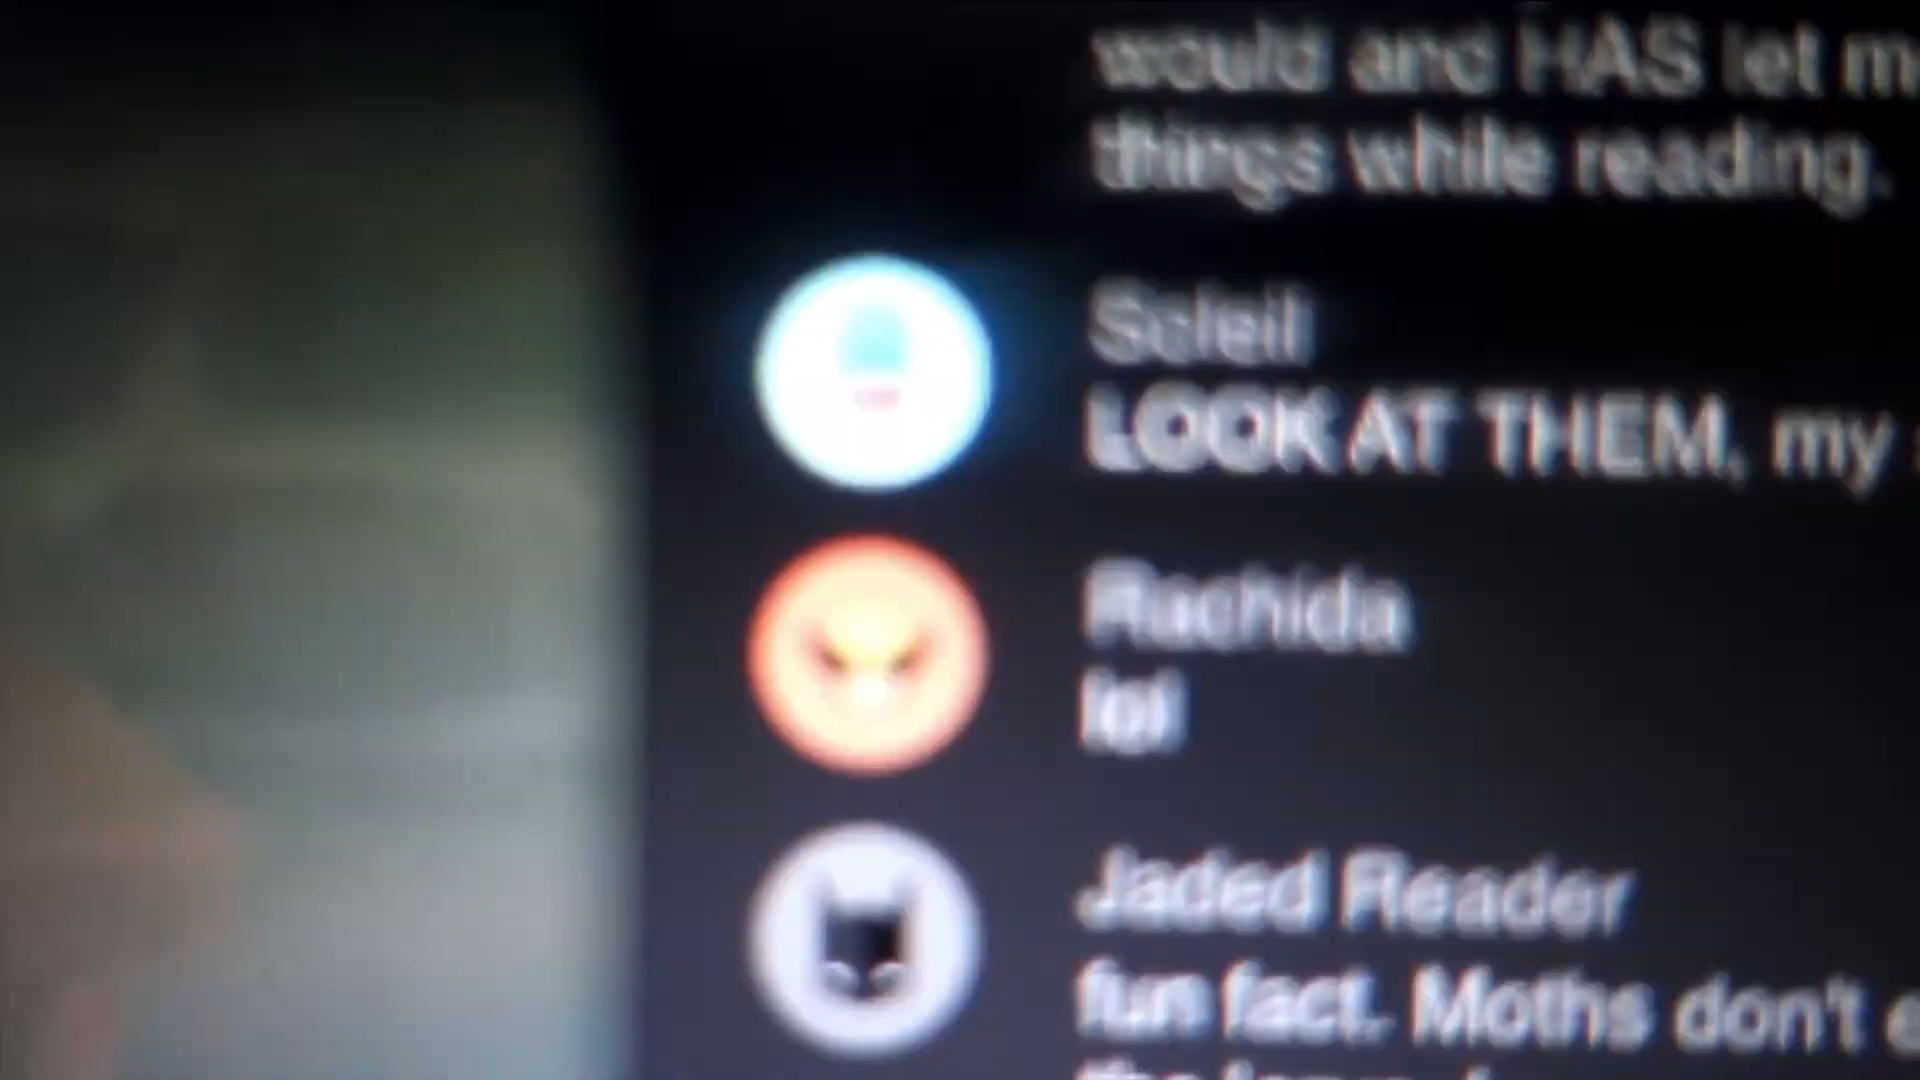 would and HAS let
things while reading.
Soleil
LOOK AT THEM, my
Rachida
lol
Jaded Reader
fun fact. Moths don't